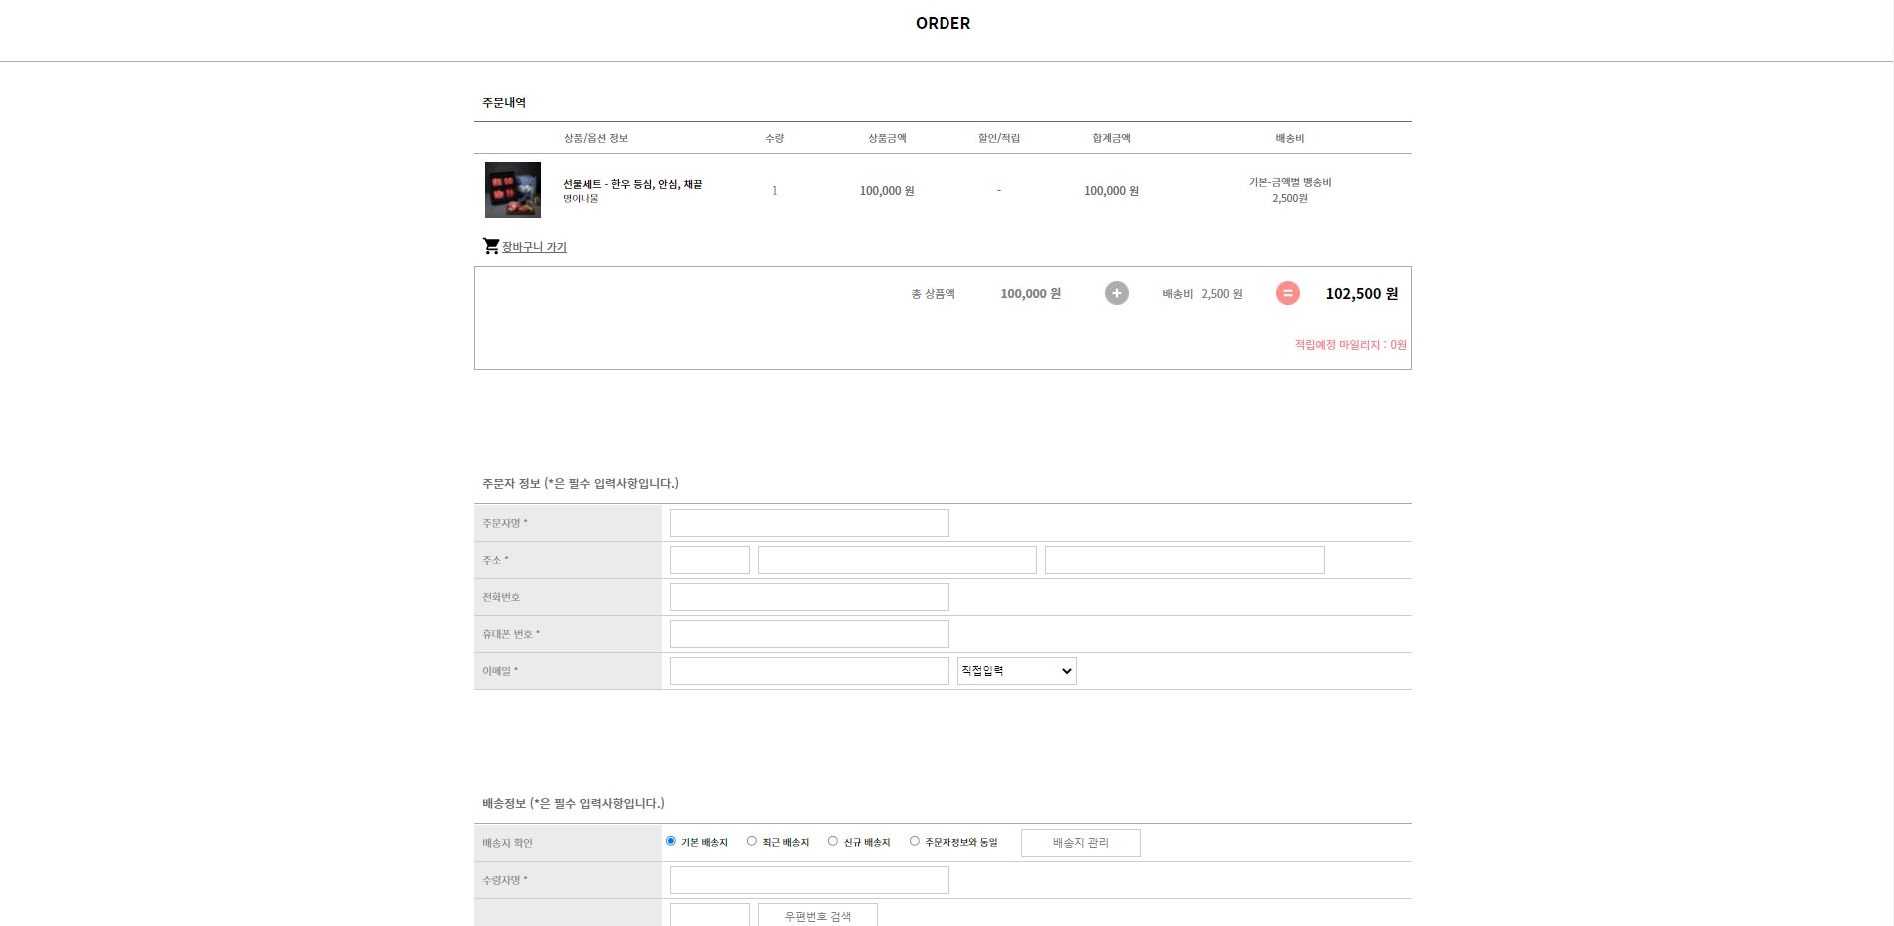 ORDER
주문내역
상품/옵션 정보 수량 상품금액 할인/적립 합계금액 배송비
선물세트 - 한우 등심, 안심, 채끝 1 100,000 원 - 100,000 원 기본-금액별 뱅송비
명이나물 2,500원
장바구니 가기
총 상품액 100,000 원 + 배송비 2,500 원 = 102,500 원
적립예정 마일리지 : 0원
주문자 정보 (*은 필수 입력사항입니다.)
주문자명 *
주소 *
전화번호
휴대폰 번호 *
이메일 * 직접입력
배송정보 (*은 필수 입력사항입니다.)
배송지 확인 기본 배송지 최근 배송지 신규 배송지 주문자정보와 동일 배송지 관리
수령자명 *
우편번호 검색